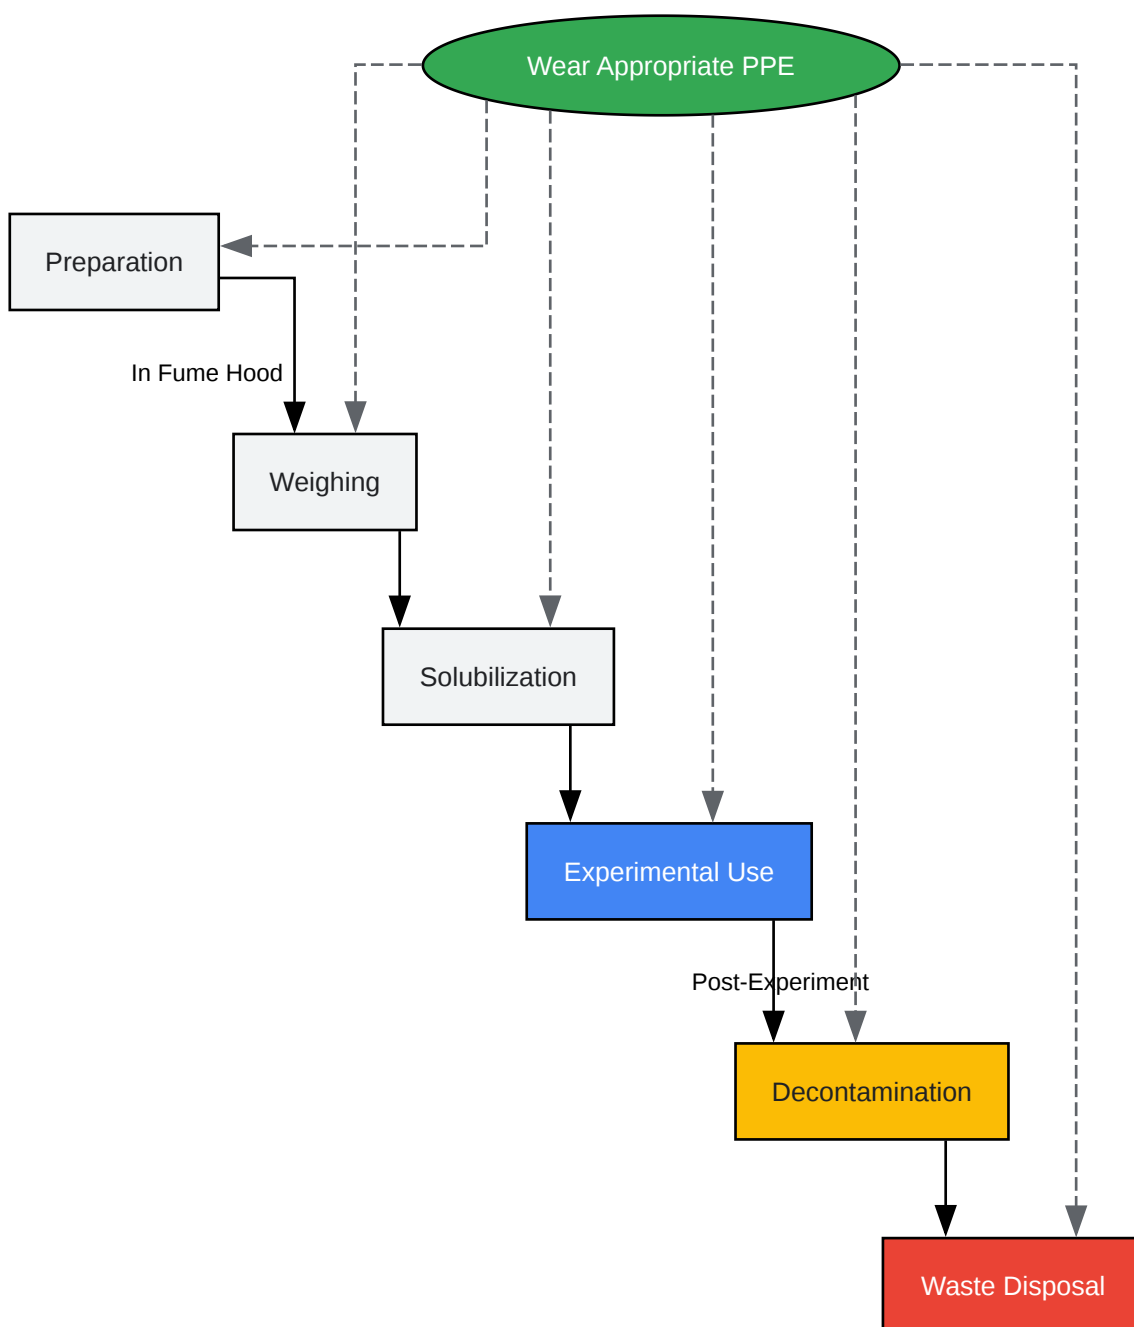 Wear Appropriate PPE
Preparation
In Fume Hood
Weighing
Solubilization
Experimental Use
Post-Experiment
Decontamination
Waste Disposal